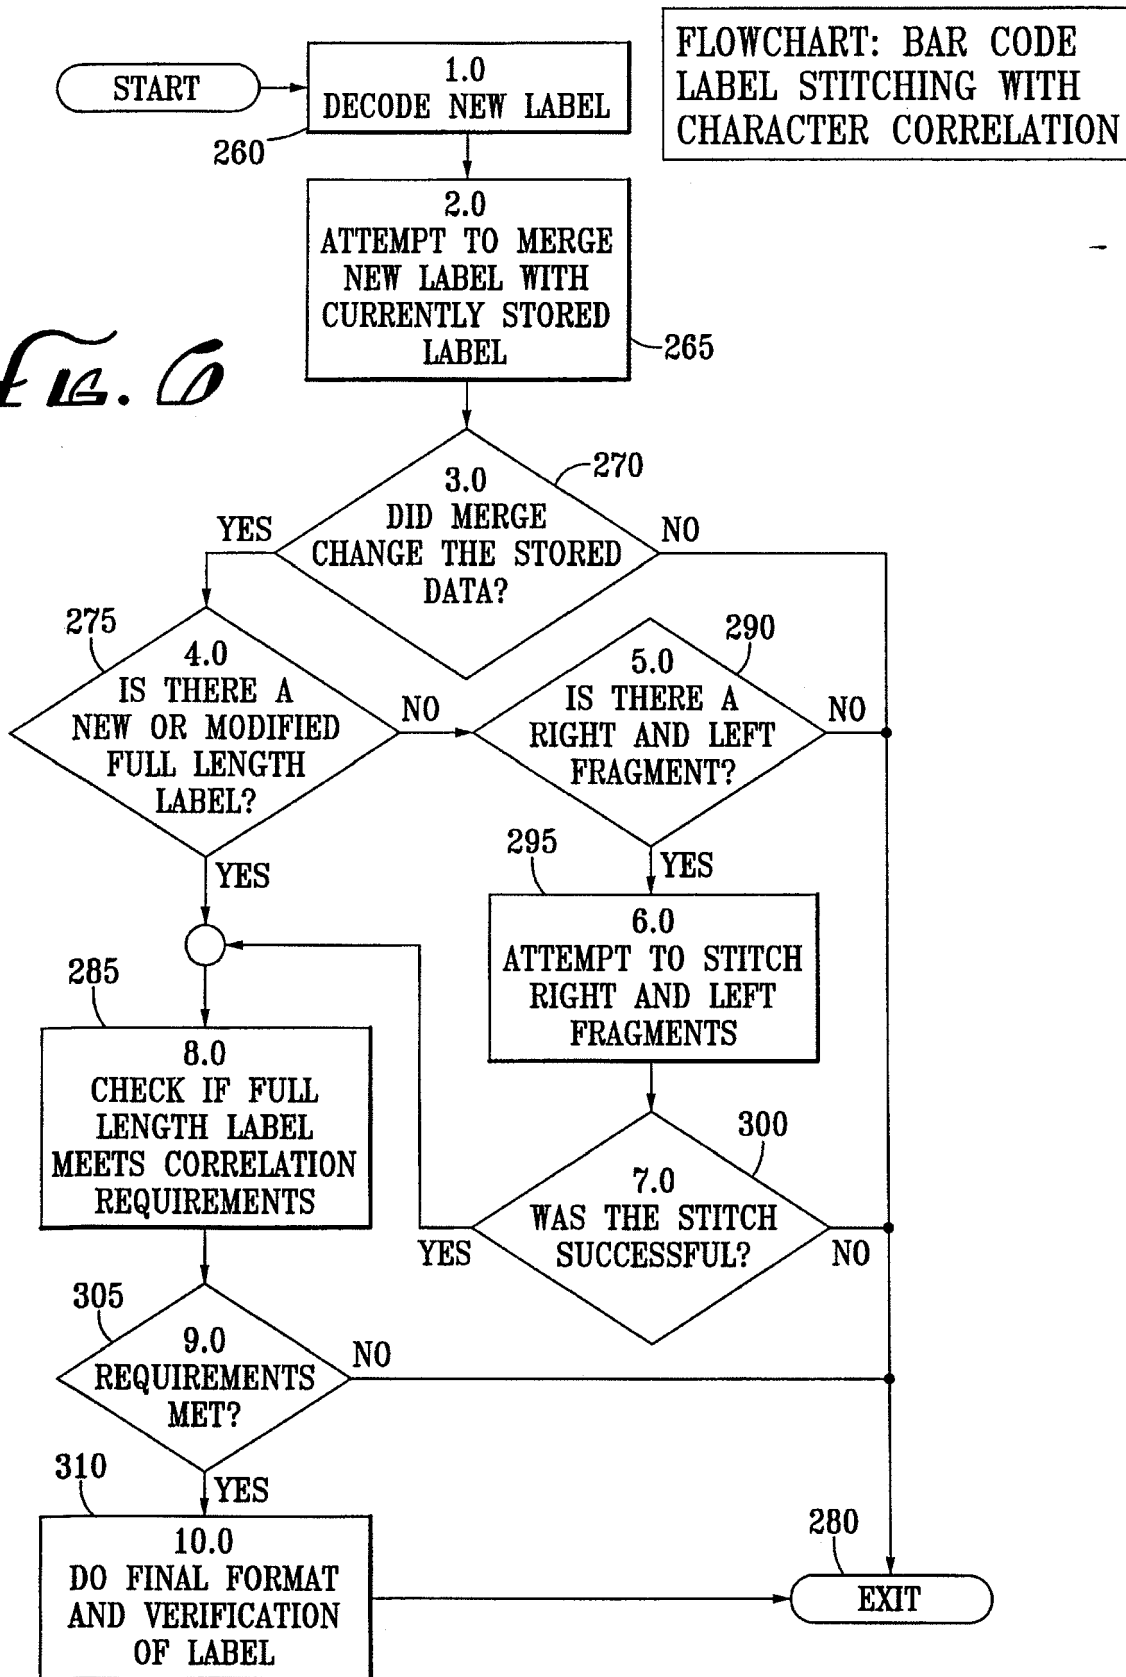 FLOWCHART: BAR CODE
LABEL STITCHING WITH
CHARACTER CORRELATION
START
1.0
DECODE NEW LABEL
260
2.0
ATTEMPT TO MERGE
NEW LABEL WITH
CURRENTLY STORED
LABEL
265
FIG. 6
3.0
DID MERGE
CHANGE THE STORED
DATA?
270
YES
NO
275
4.0
IS THERE A
NEW OR MODIFIED
FULL LENGTH
LABEL?
NO
YES
290
5.0
IS THERE A
RIGHT AND LEFT
FRAGMENT?
NO
YES
295
6.0
ATTEMPT TO STITCH
RIGHT AND LEFT
FRAGMENTS
285
8.0
CHECK IF FULL
LENGTH LABEL
MEETS CORRELATION
REQUIREMENTS
300
7.0
WAS THE STITCH
SUCCESSFUL?
YES
NO
305
9.0
REQUIREMENTS
MET?
NO
YES
310
10.0
DO FINAL FORMAT
AND VERIFICATION
OF LABEL
280
EXIT